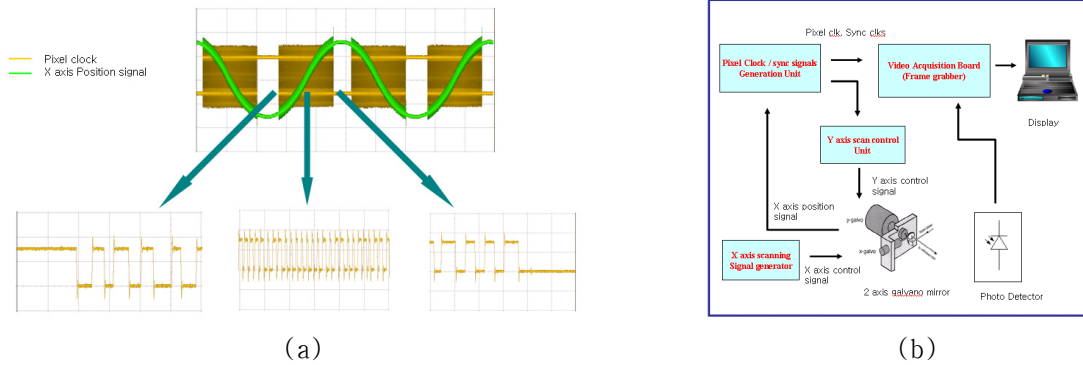 Pixel clock
X axis Position signal
(a)
Pixel clk, Sync clks
Pixel Clock / sync signals
Generation Unit
Video Acquisition Board
(Frame grabber)
Display
Y axis scan control
Unit
Y axis control
signal
X axis position
signal
y-galvo
x-galvo
X axis scanning
Signal generator
X axis control
signal
2 axis galvano mirror
Photo Detector
(b)